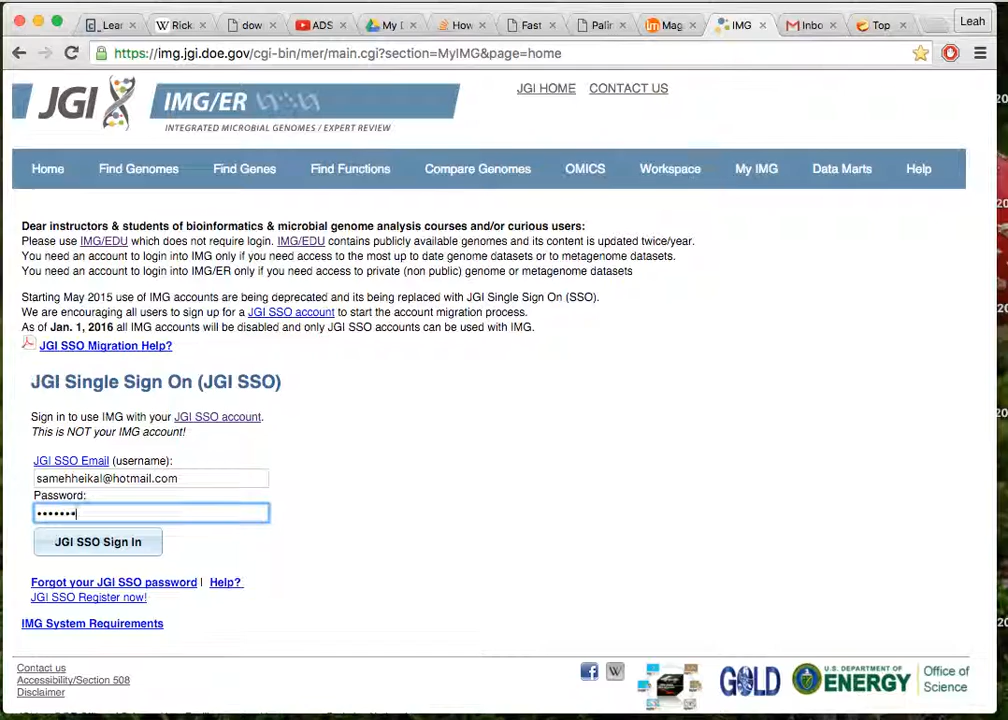 Lear
Rick
dow
ADS
My
How
Fast
Palir
Mag
IMG
Inbo
Top
Leah
https://img.jgi.doe.gov/cgi-bin/mer/main.cgi?section=MyIMG&page=home
JGI
IMG/ER
INTEGRATED MICROBIAL GENOMES / EXPERT REVIEW
JGI HOME CONTACT US
Home Find Genomes Find Genes Find Functions Compare Genomes OMICS Workspace My IMG Data Marts Help
Dear instructors & students of bioinformatics & microbial genome analysis courses and/or curious users:
Please use IMG/EDU which does not require login. IMG/EDU contains publicly available genomes and its content is updated twice/year.
You need an account to login into IMG only if you need access to the most up to date genome datasets or to metagenome datasets.
You need an account to login into IMG/ER only if you need access to private (non public) genome or metagenome datasets
Starting May 2015 use of IMG accounts are being deprecated and its being replaced with JGI Single Sign On (SSO).
We are encouraging all users to sign up for a JGI SSO account to start the account migration process.
As of Jan. 1, 2016 all IMG accounts will be disabled and only JGI SSO accounts can be used with IMG.
JGI SSO Migration Help?
JGI Single Sign On (JGI SSO)
Sign in to use IMG with your JGI SSO account.
This is NOT your IMG account!
JGI SSO Email (username):
samehheikal@hotmail.com
Password:
•••••••
JGI SSO Sign In
Forgot your JGI SSO password | Help?
JGI SSO Register now!
IMG System Requirements
Contact us
Accessibility/Section 508
Disclaimer
GOLD
U.S. DEPARTMENT OF
ENERGY
Office of
Science